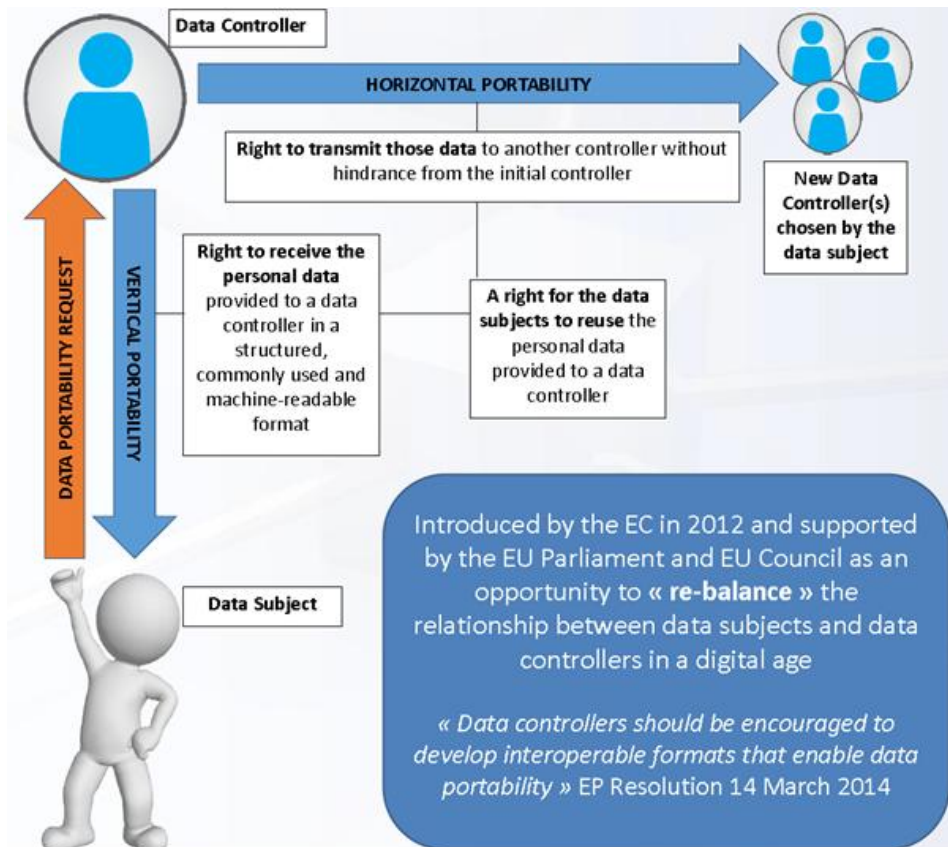 Data Controller
HORIZONTAL PORTABILITY
Right to transmit those data to another controller without
hindrance from the initial controller
New Data
Controller(s)
chosen by the
data subject
DATA PORTABILITY REQUEST
VERTICAL PORTABILITY
Right to receive the
personal data
provided to a data
controller in a
structured,
commonly used and
machine-readable
format
A right for the data
subjects to reuse the
personal data
provided to a data
controller
Data Subject
Introduced by the EC in 2012 and supported
by the EU Parliament and EU Council as an
opportunity to « re-balance » the
relationship between data subjects and data
controllers in a digital age
« Data controllers should be encouraged to
develop interoperable formats that enable data
portability » EP Resolution 14 March 2014